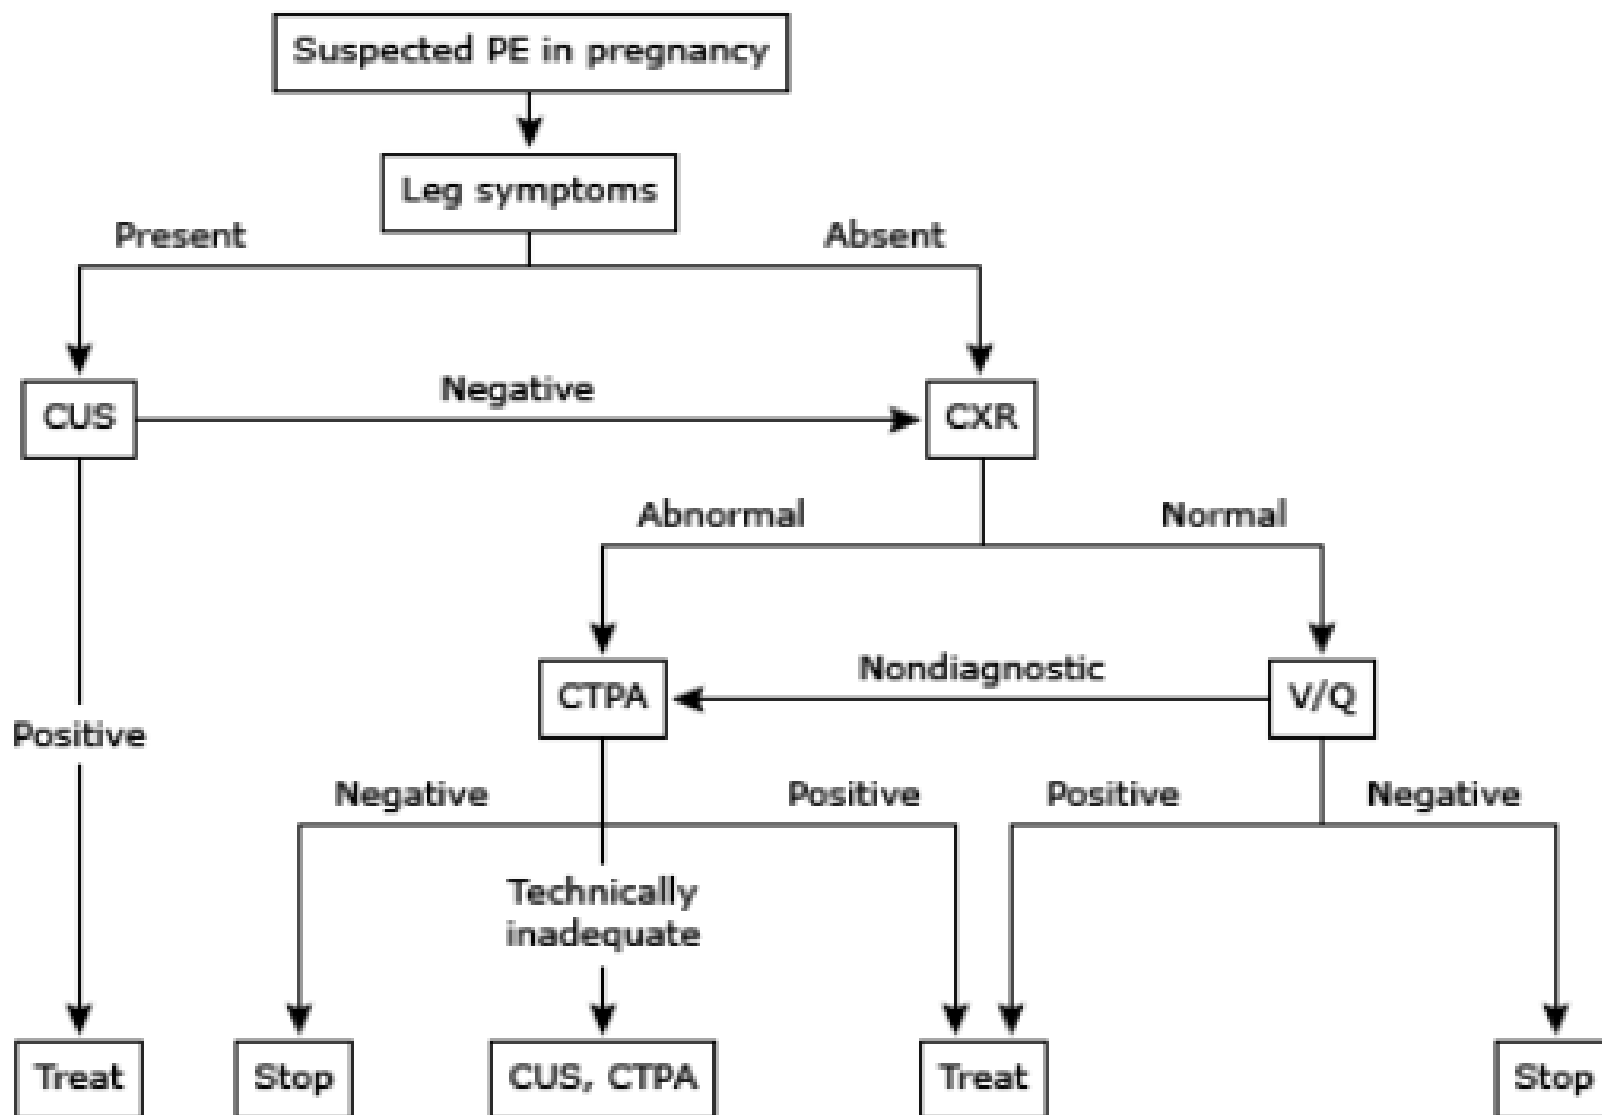 Suspected PE in pregnancy
Leg symptoms
Present
Absent
CUS
Negative
CXR
Abnormal
Normal
CTPA
Nondiagnostic
V/Q
Positive
Negative
Positive
Positive
Negative
Technically
inadequate
Treat
Stop
CUS, CTPA
Treat
Stop